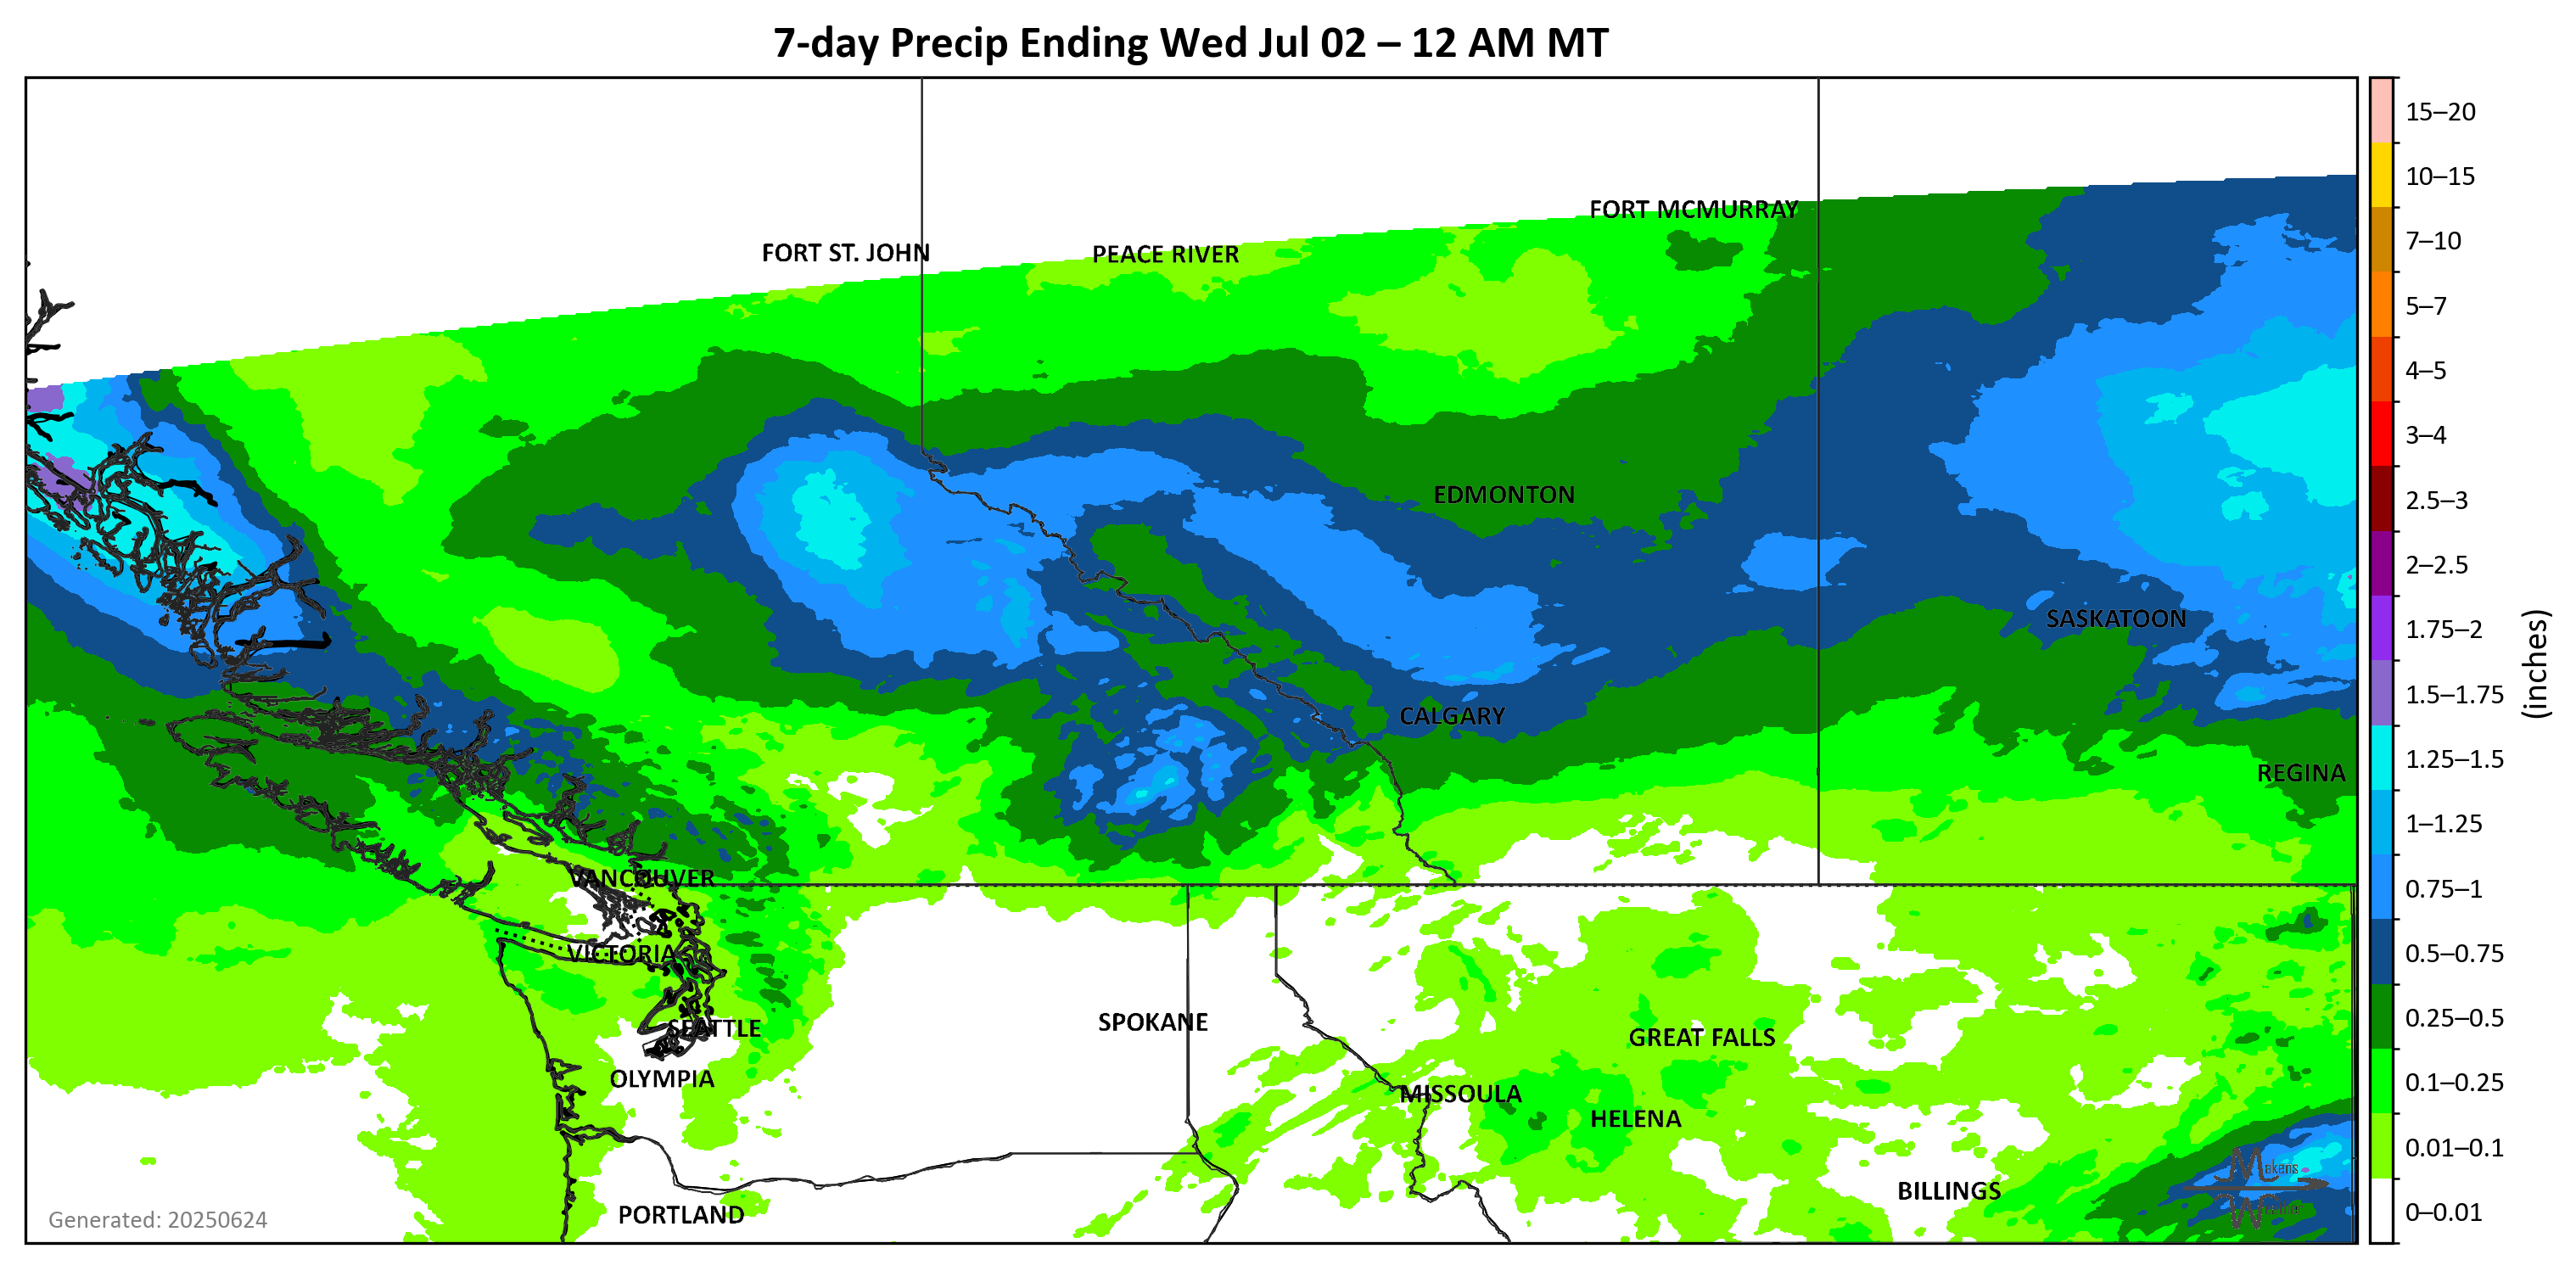 7-day Precip Ending Wed Jul 02 – 12 AM MT
FORT MCMURRAY
FORT ST. JOHN
PEACE RIVER
EDMONTON
SASKATOON
CALGARY
REGINA
VANCOUVER
VICTORIA
SEATTLE
SPOKANE
GREAT FALLS
OLYMPIA
MISSOULA
HELENA
BILLINGS
PORTLAND
Makens
Generated: 20250624
15–20
10–15
7–10
5–7
4–5
3–4
2.5–3
2–2.5
1.75–2
1.5–1.75
1.25–1.5
1–1.25
0.75–1
0.5–0.75
0.25–0.5
0.1–0.25
0.01–0.1
0–0.01
(inches)